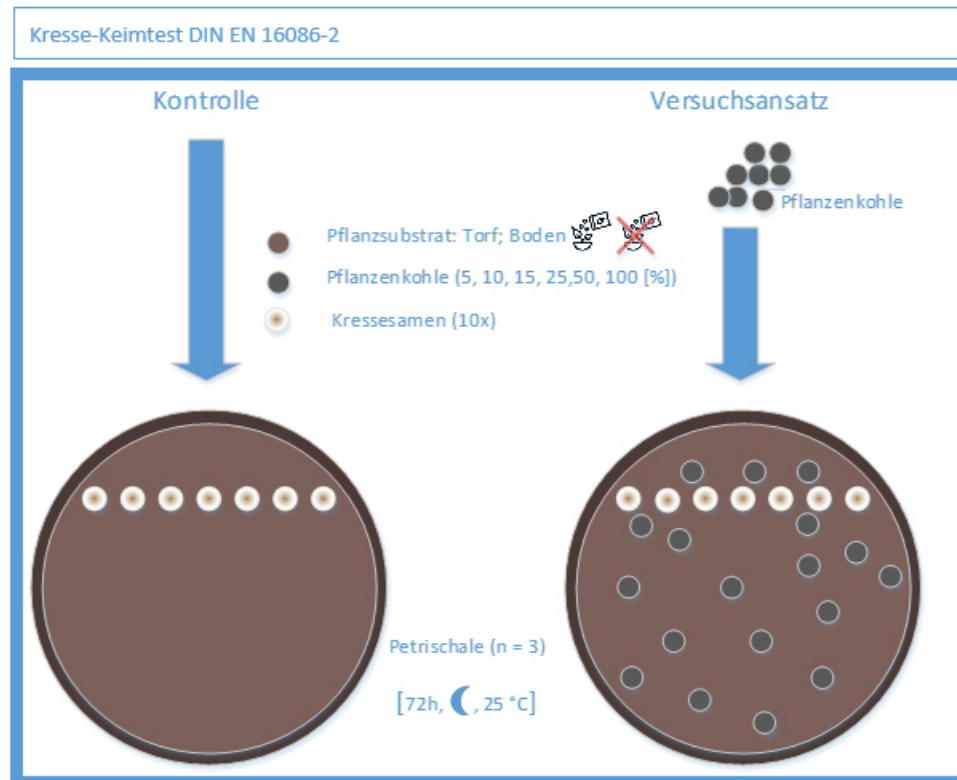 Kresse-Keimtest DIN EN 16086-2
Kontrolle
Versuchsansatz
Pflanzenkohle
Pflanzsubstrat: Torf; Boden
Pflanzenkohle (5, 10, 15, 25,50, 100 [%])
Kressesamen (10x)
Petrischale (n = 3)
[72h, , 25 °C]